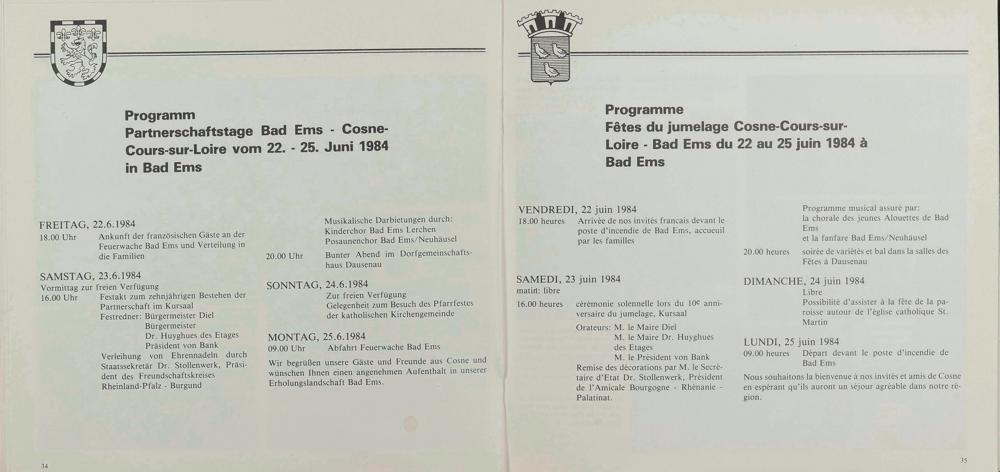 Programm
Partnerschaftstage Bad Ems - Cosne-
Cours-sur-Loire vom 22. - 25. Juni 1984
in Bad Ems
FREITAG, 22.6.1984
18.00 Uhr Ankunft der französischen Gäste an der
Feuerwache Bad Ems und Verteilung in
die Familien
SAMSTAG, 23.6.1984
Vormittag zur freien Verfügung
16.00 Uhr Festakt zum zehnjährigen Bestehen der
Partnerschaft im Kursaal
Festredner: Bürgermeister Diel
Bürgermeister
Dr. Huyghues des Etages
Präsident von Bank
Verleihung von Ehrennadeln durch
Staatssekretär Dr. Stollenwerk, Präsi-
dent des Freundschaftskreises
Rheinland-Pfalz - Burgund
Musikalische Darbietungen durch:
Kinderchor Bad Ems Lerchen
Posaunenchor Bad Ems/Neuhäusel
20.00 Uhr Bunter Abend im Dorfgemeinschafts-
haus Dausenau
SONNTAG, 24.6.1984
Zur freien Verfügung
Gelegenheit zum Besuch des Pfarrfestes
der katholischen Kirchengemeinde
MONTAG, 25.6.1984
09.00 Uhr Abfahrt Feuerwache Bad Ems
Wir begrüßen unsere Gäste und Freunde aus Cosne und
wünschen Ihnen einen angenehmen Aufenthalt in unserer
Erholungslandschaft Bad Ems.
34
Programme
Fêtes du jumelage Cosne-Cours-sur-
Loire - Bad Ems du 22 au 25 juin 1984 à
Bad Ems
VENDREDI, 22 juin 1984
18.00 heures Arrivée de nos invités francais devant le
poste d'incendie de Bad Ems, accueil
par les familles
SAMEDI, 23 juin 1984
matit: libre
16.00 heures cérémonie solennelle lors du 10e anni-
versaire du jumelage, Kursaal
Orateurs: M. le Maire Diel
M. le Maire Dr. Huyghues
des Etages
M. le Président von Bank
Remise des décorations par M. le Secré-
taire d'Etat Dr. Stollenwerk, Président
de l'Amicale Bourgogne - Rhénanie -
Palatinat.
Programme musical assuré par:
la chorale des jeunes Alouettes de Bad
Ems
et la fanfare Bad Ems/Neuhäusel
20.00 heures soirée de variétés et bal dans la salles des
Fêtes à Dausenau
DIMANCHE, 24 juin 1984
Libre
Possibilité d'assister à la fête de la pa-
roisse autour de l'église catholique St.
Martin
LUNDI, 25 juin 1984
09.00 heures Départ devant le poste d'incendie de
Bad Ems
Nous souhaitons la bienvenue à nos invités et amis de Cosne
en espérant qu'ils auront un séjour agréable dans notre ré-
gion.
35